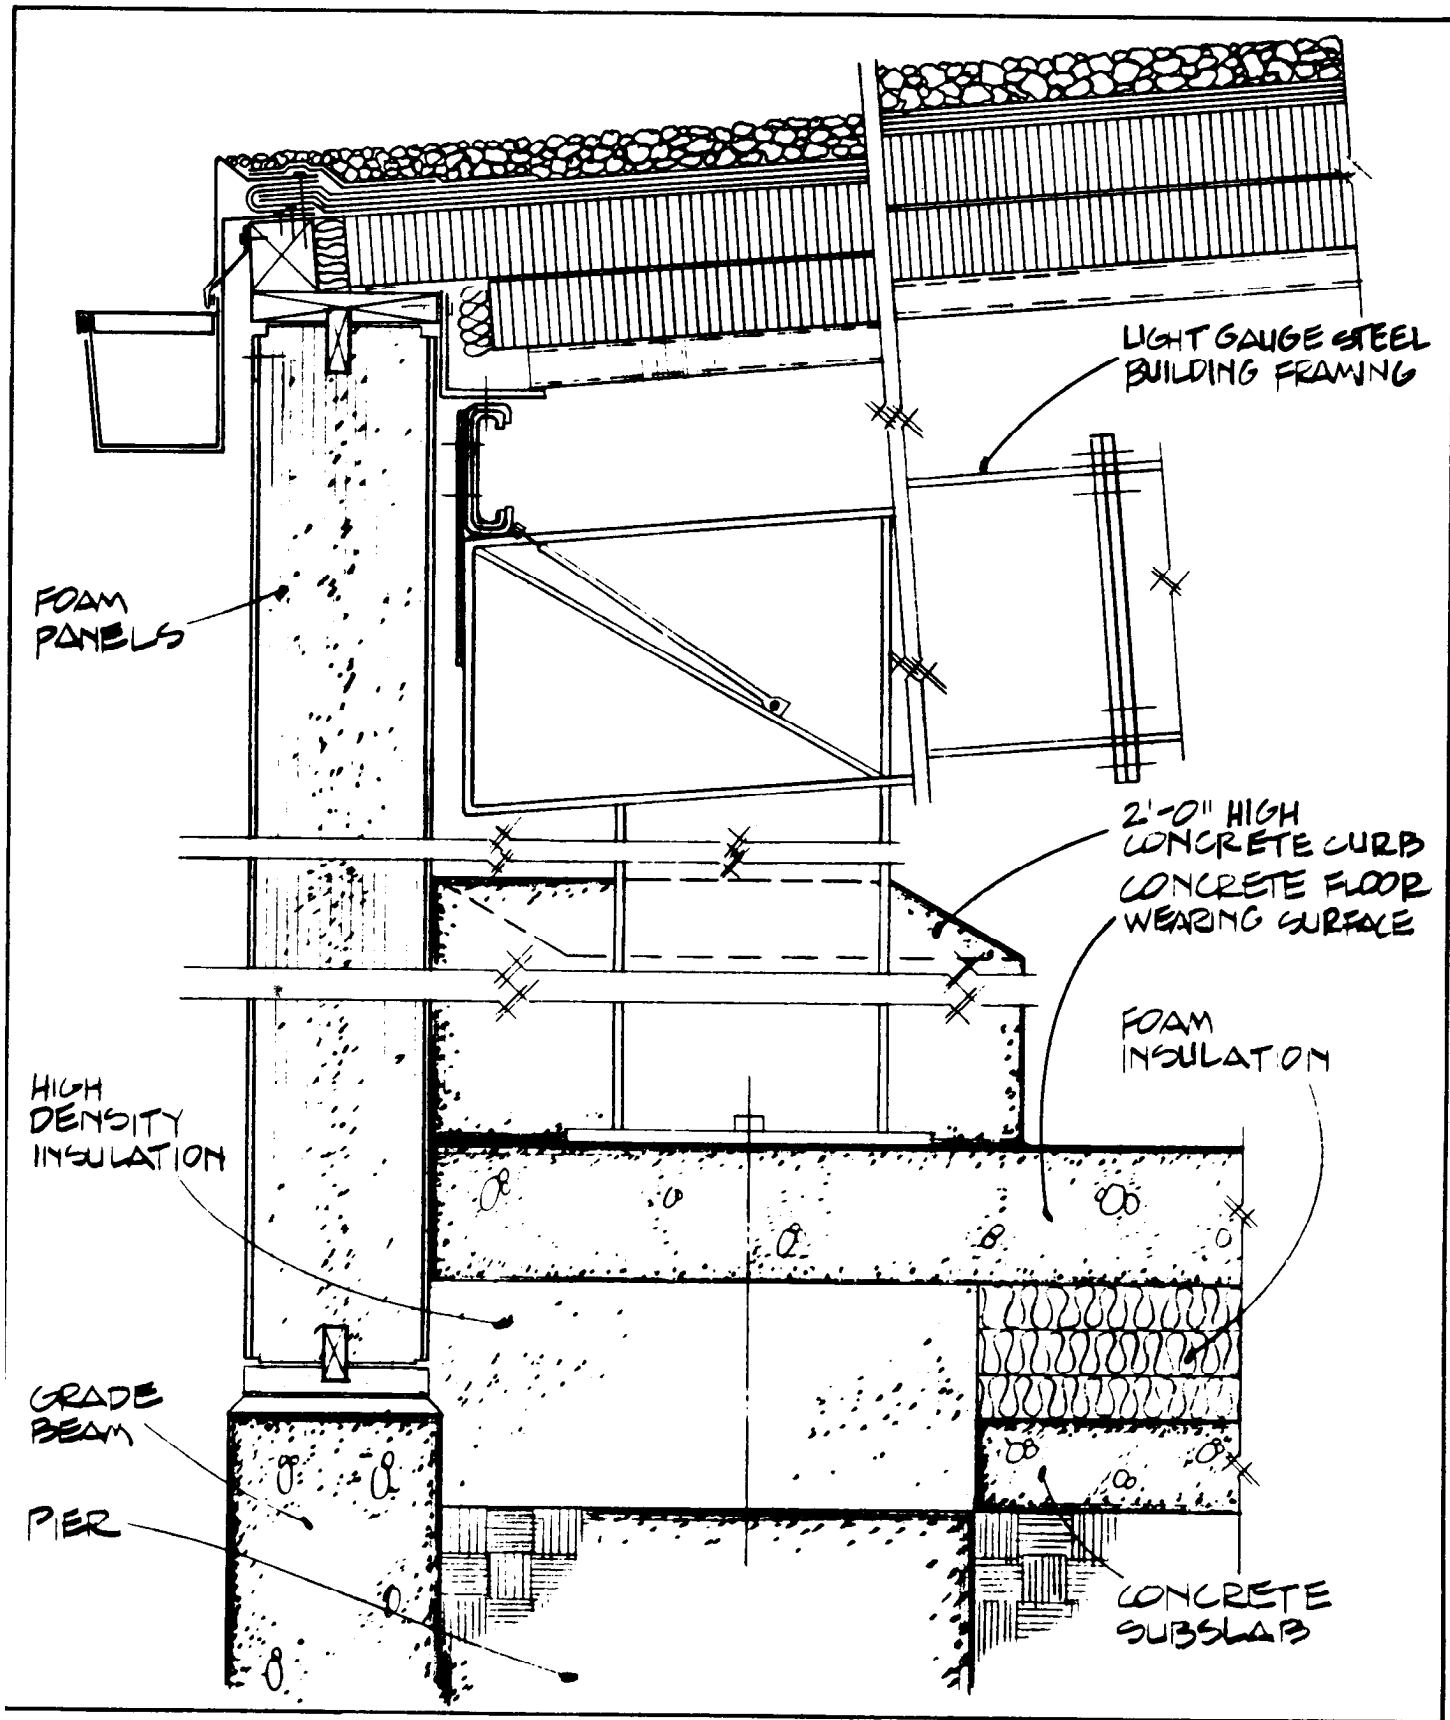 LIGHT GAUGE STEEL
BUILDING FRAMING
FOAM
PANELS
2'-0" HIGH
CONCRETE CURB
CONCRETE FLOOR
WEARING SURFACE
FOAM
INSULATION
HIGH
DENSITY
INSULATION
GRADE
BEAM
PIER
CONCRETE
SUBSLAB